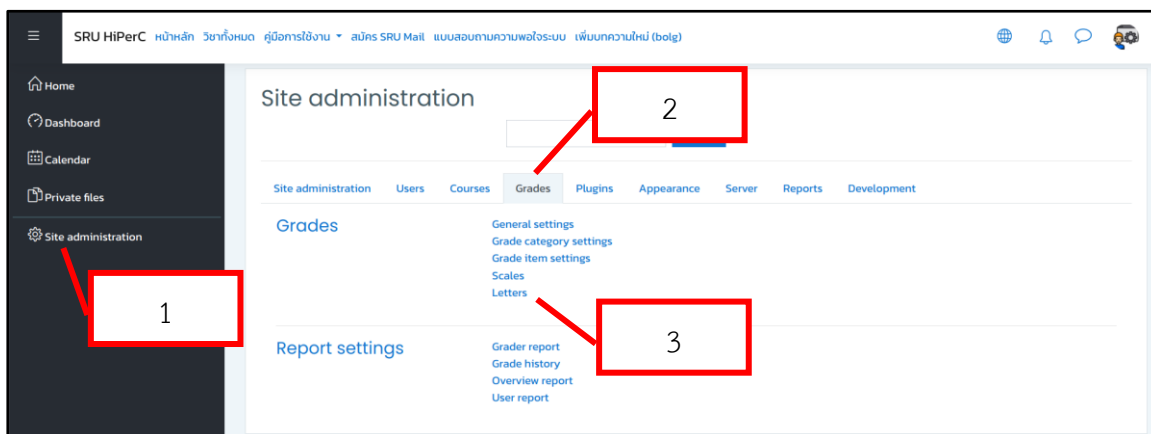 SRU HiPerC หน้าหลัก วิชาทั้งหมด คู่มือการใช้งาน สมัคร SRU Mail แบบสอบถามความพอใจระบบ เพิ่มบทความใหม่ (bolg)
Home
Dashboard
Calendar
Private files
Site administration
1
Site administration
2
Site administration Users Courses Grades Plugins Appearance Server Reports Development
Grades
General settings
Grade category settings
Grade item settings
Scales
Letters
3
Report settings
Grader report
Grade history
Overview report
User report